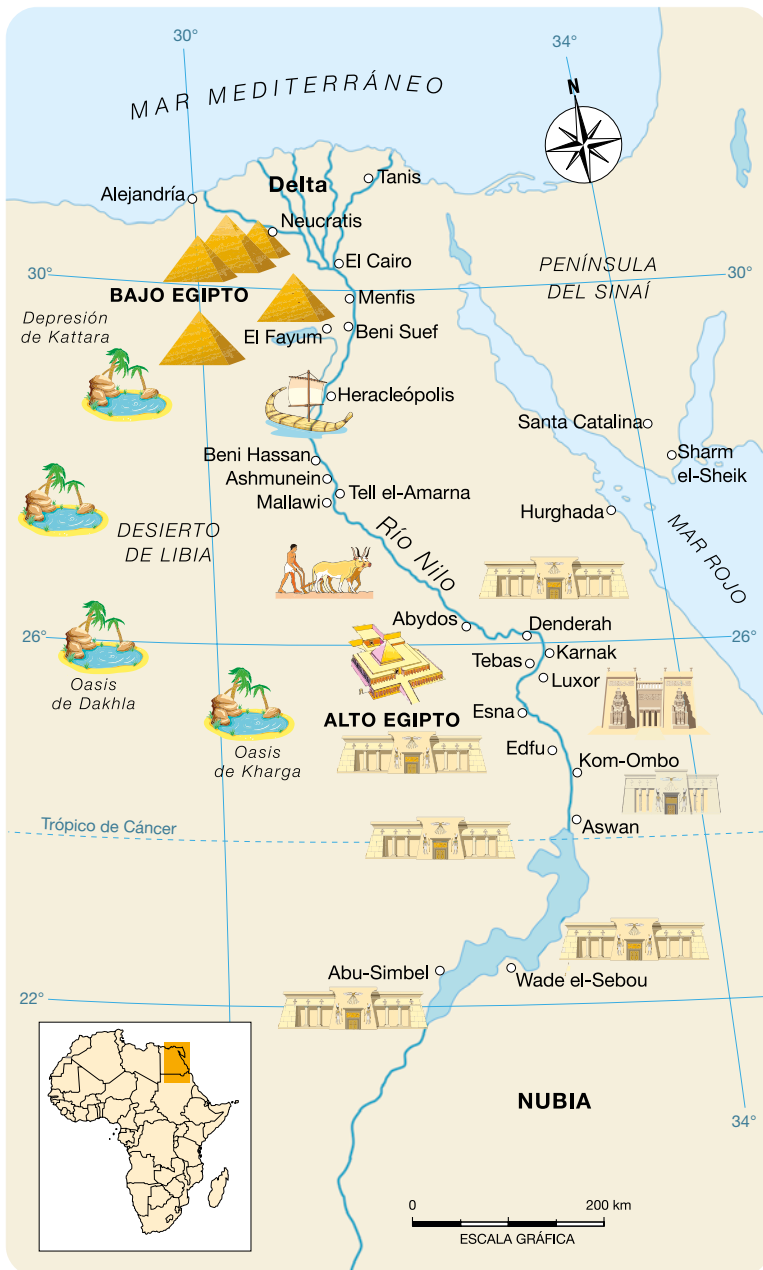 30°
34°
MAR MEDITERRÁNEO
N
Delta
Tanis
Alejandría
Neucratis
El Cairo
PENÍNSULA
DEL SINAÍ
30°
30°
BAJO EGIPTO
Menfis
Depresión
de Kattara
El Fayum
Beni Suef
Heracleópolis
Santa Catalina
Sharm
el-Sheik
Beni Hassan
Ashmunein
Mallawi
Tell el-Amarna
Hurghada
DESIERTO
DE LIBIA
Río Nilo
MAR ROJO
Abydos
Denderah
26°
26°
Karnak
Tebas
Luxor
Oasis
de Dakhla
Esna
ALTO EGIPTO
Oasis
de Kharga
Edfu
Kom-Ombo
Trópico de Cáncer
Aswan
Abu-Simbel
Wade el-Sebou
22°
NUBIA
34°
0
200 km
ESCALA GRÁFICA